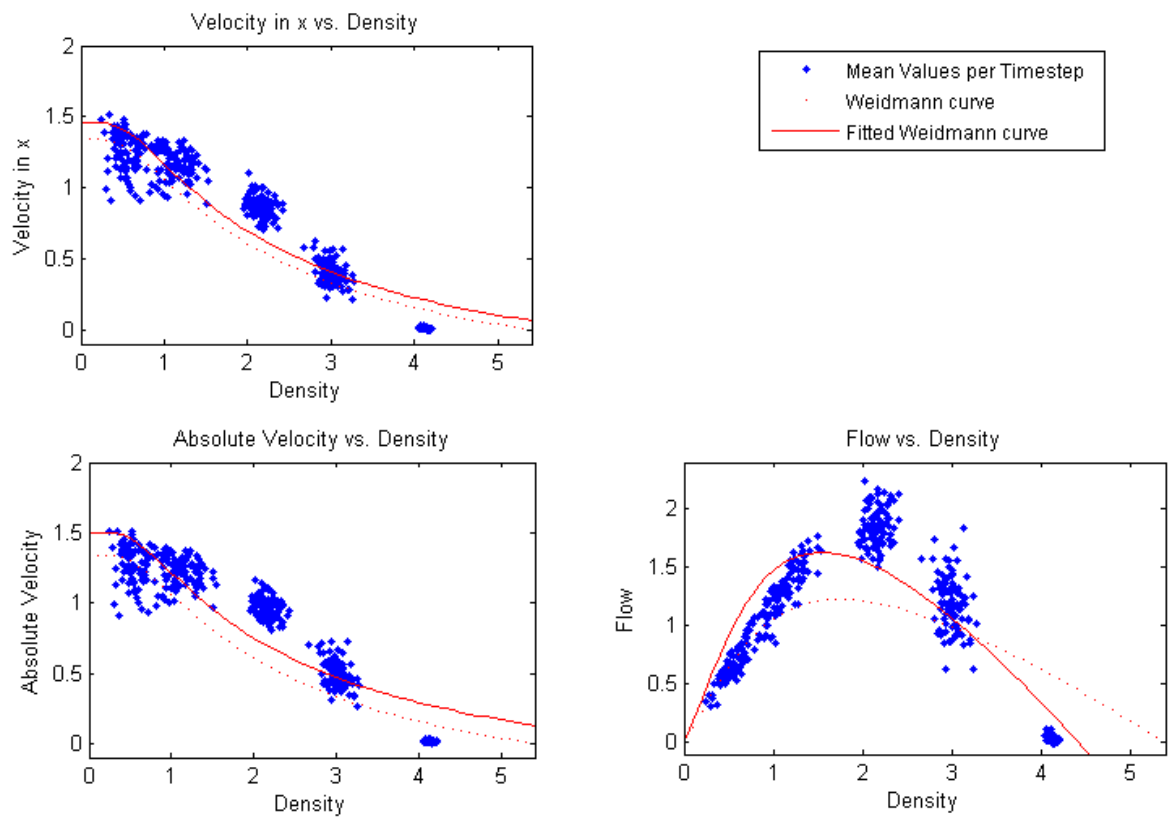 Velocity in x vs. Density
2
1.5
1
0.5
0
Velocity in x
0 1 2 3 4 5
Density
Mean Values per Timestep
Weidmann curve
Fitted Weidmann curve
Absolute Velocity vs. Density
2
1.5
1
0.5
0
Absolute Velocity
0 1 2 3 4 5
Density
Flow vs. Density
2
1.5
1
0.5
0
Flow
0 1 2 3 4 5
Density